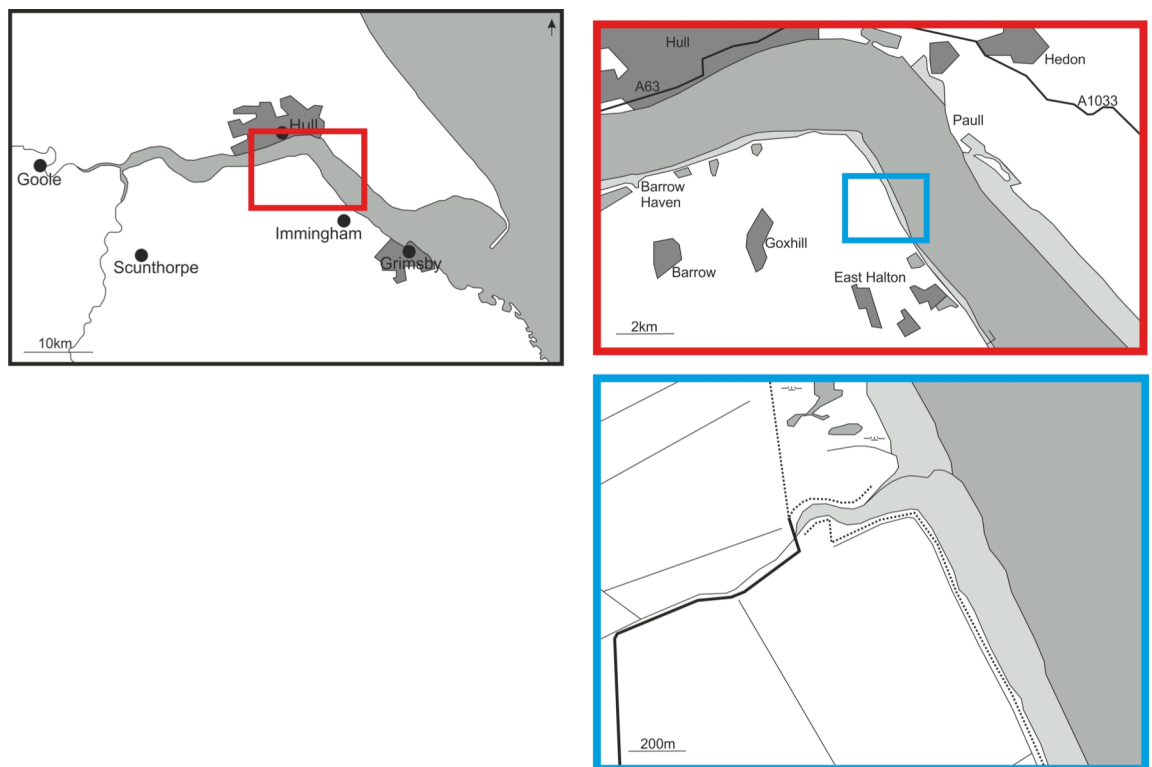 Hull
Goole
Immingham
Scunthorpe
Grimsby
10km
Hull
Hedon
A63
A1033
Paull
Barrow
Haven
Goxhill
Barrow
East Halton
2km
200m